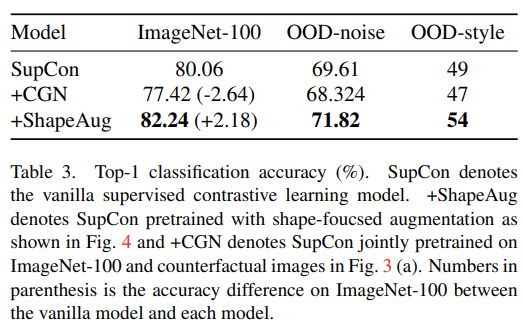 Model ImageNet-100 OOD-noise OOD-style
SupCon 80.06 69.61 49
+CGN 77.42 (-2.64) 68.324 47
+ShapeAug 82.24 (+2.18) 71.82 54
Table 3. Top-1 classification accuracy (%). SupCon denotes
the vanilla supervised contrastive learning model. +ShapeAug
denotes SupCon pretrained with shape-foucsed augmentation as
shown in Fig. 4 and +CGN denotes SupCon jointly pretrained on
ImageNet-100 and counterfactual images in Fig. 3 (a). Numbers in
parenthesis is the accuracy difference on ImageNet-100 between
the vanilla model and each model.